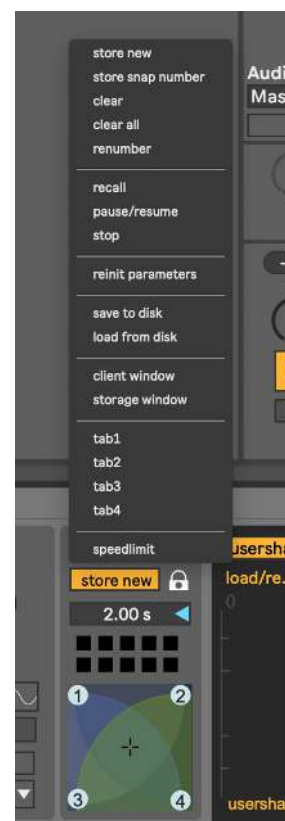 store new
store snap number
clear
clear all
renumber
recall
pause/resume
stop
reinit parameters
save to disk
load from disk
client window
storage window
tab1
tab2
tab3
tab4
speedlimit
Audi
Mas
store new
2.00 s
1
2
3
4
usersha
load/re.
0
usersha